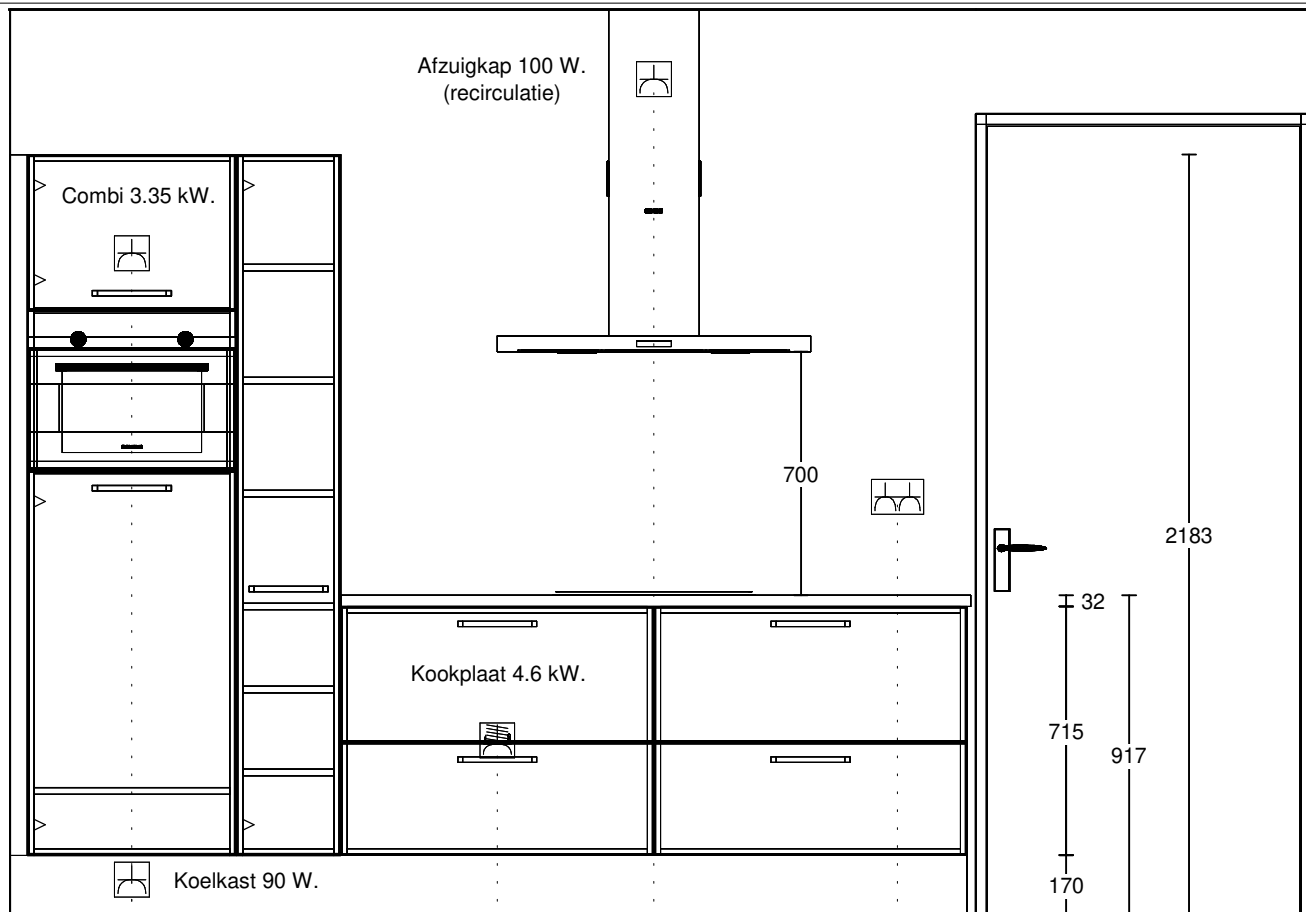 Afzuigkap 100 W.
(recirculatie)
Combi 3.35 kW.
700
2183
32
Kookplaat 4.6 kW.
715
917
Koelkast 90 W.
170